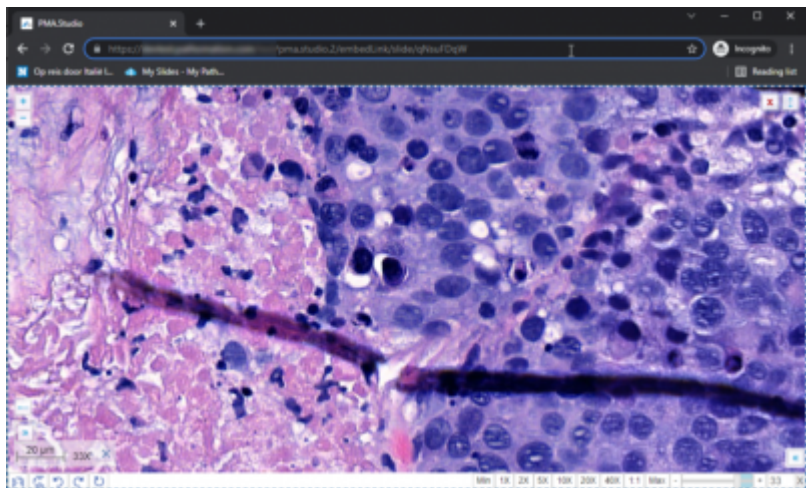 PMA.Studio
https:// /pma.studio.2/embedLink/slide/
Incognito
Op reis door Italië L...
My Slides - My Path...
Reading list
x
20 µm
33X
Min 1X 2X 5X 10X 20X 40X 1:1 Max - + 33